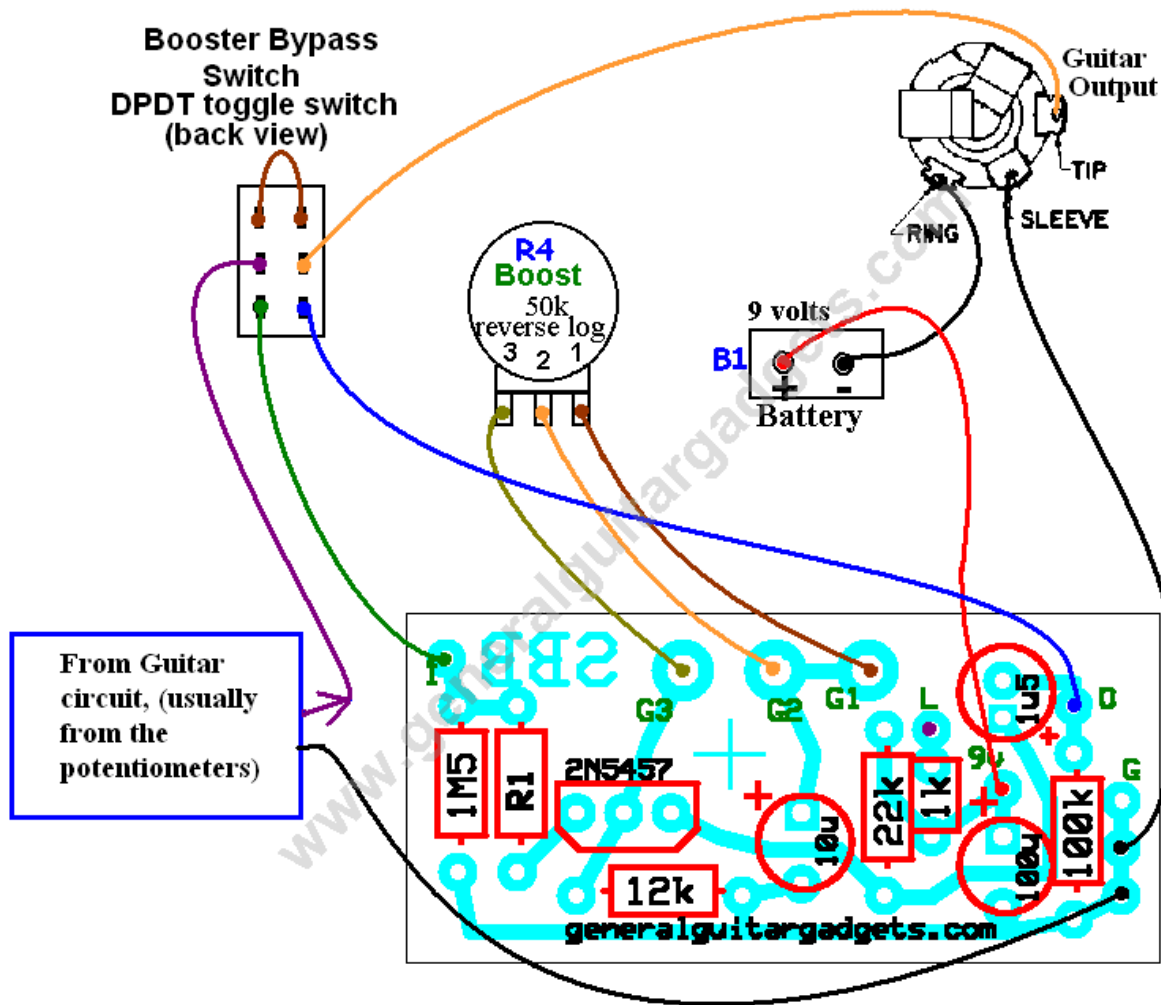 Booster Bypass
Switch
DPDT toggle switch
(back view)
Guitar
Output
TIP
SLEEVE
RING
R4
Boost
50k
reverse log
3 2 1
9 volts
B1
+ -
Battery
www.generalguitargadgets.com
From Guitar
circuit, (usually
from the
potentiometers)
I
SBB
G3
G2
G1
L
9v
O
G
1M5
R1
2N5457
12k
+
10u
22k
1k
+
100u
1u5
+
100k
generalguitargadgets.com